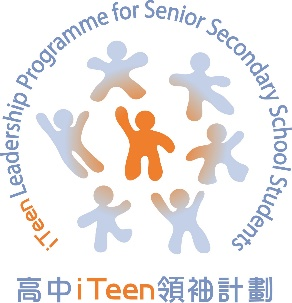 iTeen Leadership Programme for Senior Secondary School Students
高中iTeen領袖計劃